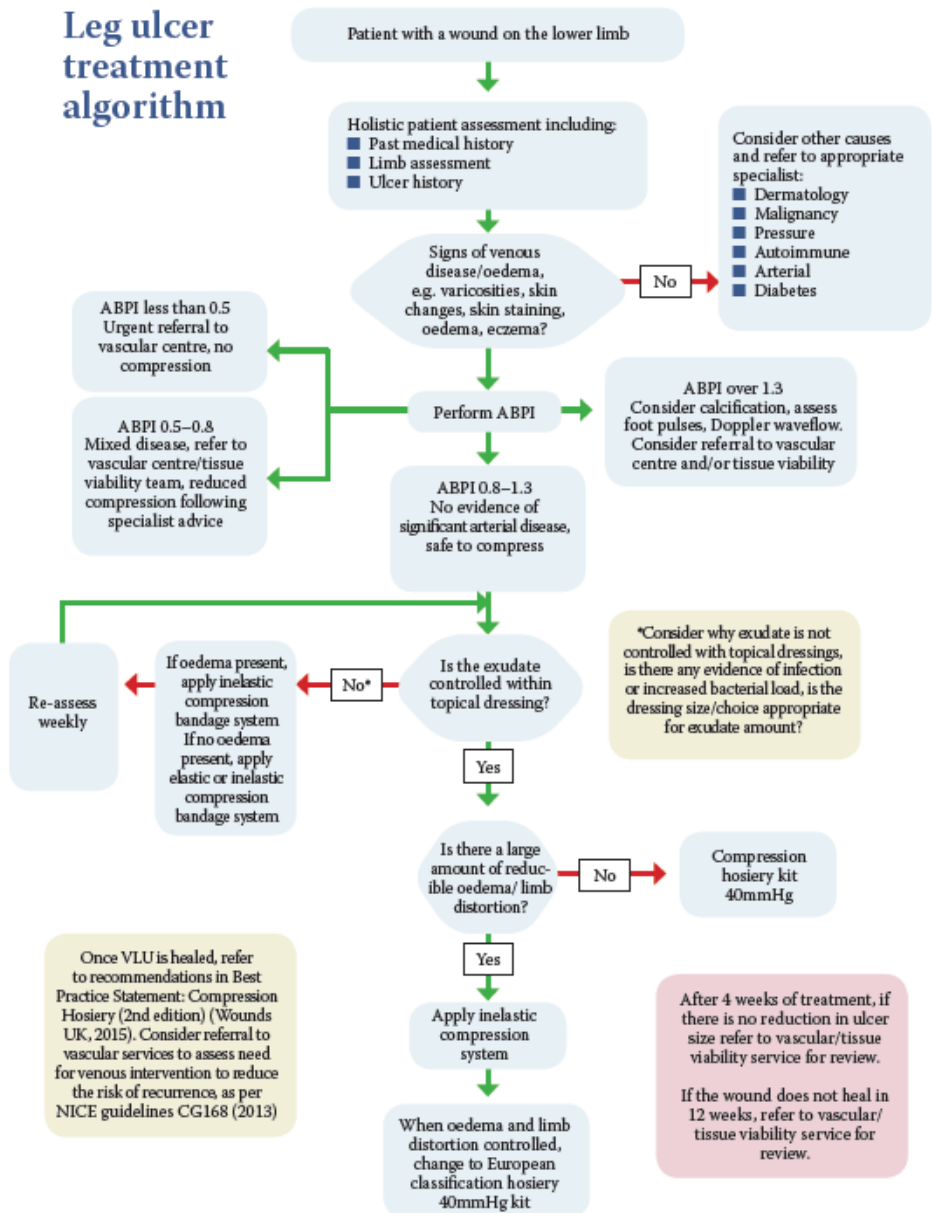 Leg ulcer
treatment
algorithm
Patient with a wound on the lower limb
Holistic patient assessment including:
■ Past medical history
■ Limb assessment
■ Ulcer history
Consider other causes
and refer to appropriate
specialist:
■ Dermatology
■ Malignancy
■ Pressure
■ Autoimmune
■ Arterial
■ Diabetes
Signs of venous
disease/oedema,
e.g. varicosities, skin
changes, skin staining,
oedema, eczema?
No
ABPI less than 0.5
Urgent referral to
vascular centre, no
compression
Perform ABPI
ABPI over 1.3
Consider calcification, assess
foot pulses, Doppler waveflow.
Consider referral to vascular
centre and/or tissue viability
ABPI 0.5–0.8
Mixed disease, refer to
vascular centre/tissue
viability team, reduced
compression following
specialist advice
ABPI 0.8–1.3
No evidence of
significant arterial disease,
safe to compress
Re-assess
weekly
If oedema present,
apply inelastic
compression
bandage system
If no oedema
present, apply
elastic or inelastic
compression
bandage system
No*
Is the exudate
controlled within
topical dressing?
*Consider why exudate is not
controlled with topical dressings,
is there any evidence of infection
or increased bacterial load, is the
dressing size/choice appropriate
for exudate amount?
Yes
Is there a large
amount of reduc-
ible oedema/ limb
distortion?
No
Compression
hosiery kit
40mmHg
Yes
Once VLU is healed, refer
to recommendations in Best
Practice Statement: Compression
Hosiery (2nd edition) (Wounds
UK, 2015). Consider referral to
vascular services to assess need
for venous intervention to reduce
the risk of recurrence, as per
NICE guidelines CG168 (2013)
Apply inelastic
compression
system
When oedema and limb
distortion controlled,
change to European
classification hosiery
40mmHg kit
After 4 weeks of treatment, if
there is no reduction in ulcer
size refer to vascular/tissue
viability service for review.
If the wound does not heal in
12 weeks, refer to vascular/
tissue viability service for
review.